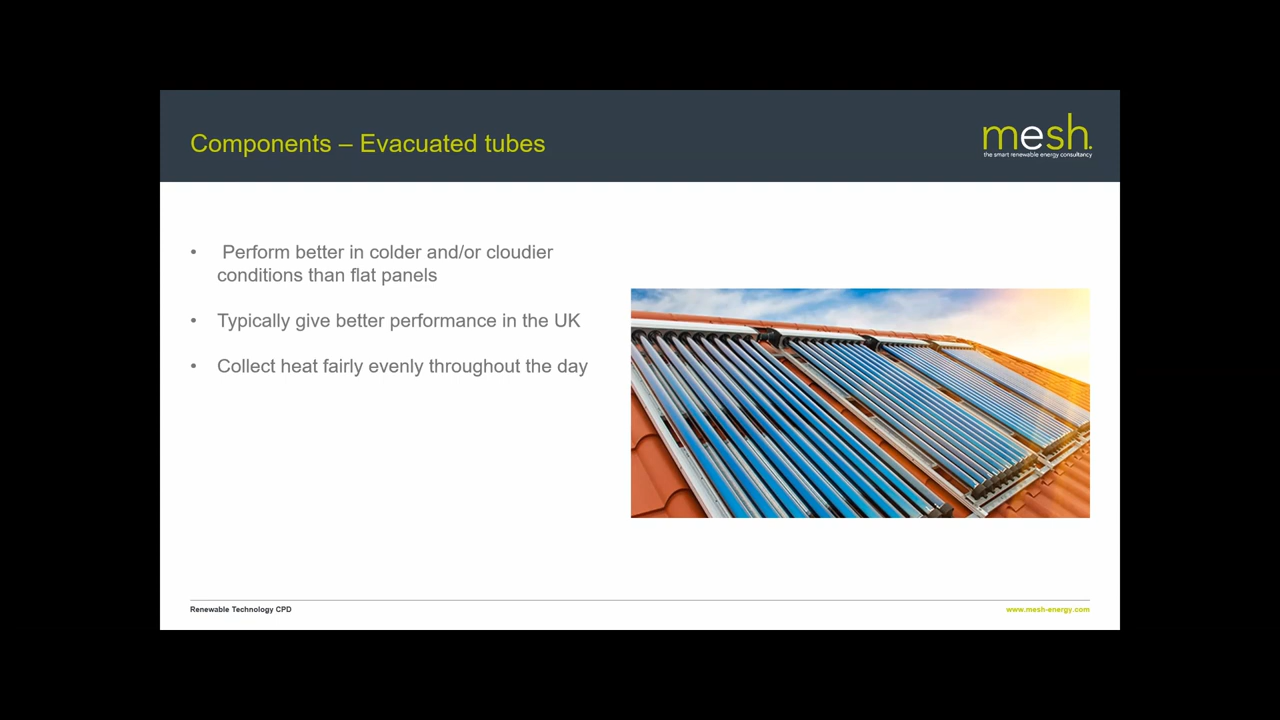 Components – Evacuated tubes
mesh.
the smart renewable energy consultancy
• Perform better in colder and/or cloudier
conditions than flat panels
• Typically give better performance in the UK
• Collect heat fairly evenly throughout the day
Renewable Technology CPD
www.mesh-energy.com